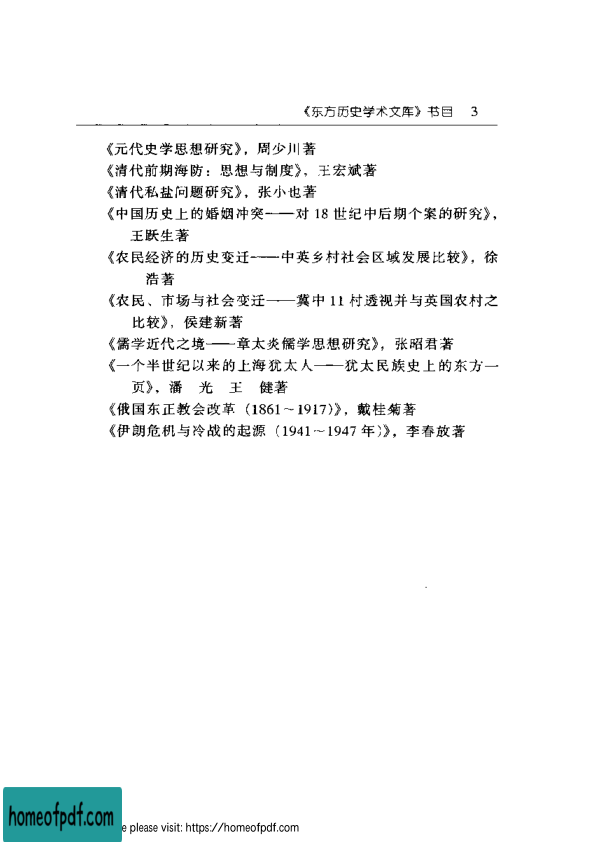 《东方历史学术文库》书目 3
《元代史学思想研究》，周少川著
《清代前期海防：思想与制度》，王宏斌著
《清代私盐问题研究》，张小也著
《中国历史上的婚姻冲突——对 18 世纪中后期个案的研究》，
王跃生著
《农民经济的历史变迁——中英乡村社会区域发展比较》，徐
浩著
《农民、市场与社会变迁——冀中 11 村透视并与英国农村之
比较》，侯建新著
《儒学近代之境——章太炎儒学思想研究》，张昭君著
《一个半世纪以来的上海犹太人——犹太民族史上的东方一
页》，潘 光 王 健著
《俄国东正教会改革（1861～1917）》，戴桂菊著
《伊朗危机与冷战的起源（1941～1947 年）》，李春放著
homeofpdf.com
e please visit: https://homeofpdf.com